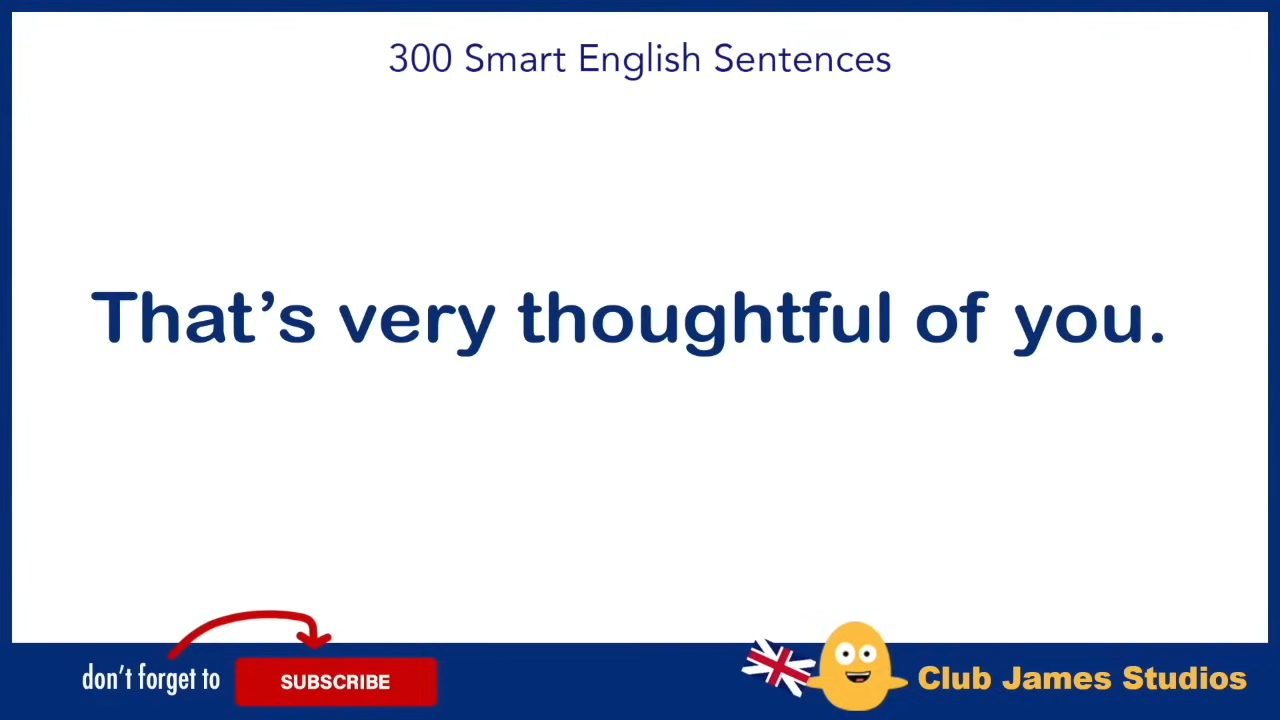 300 Smart English Sentences
That’s very thoughtful of you.
don’t forget to
SUBSCRIBE
Club James Studios